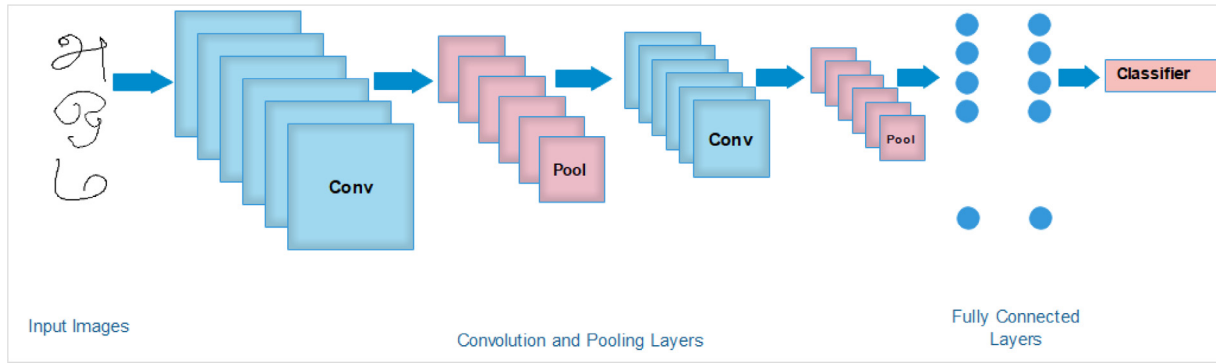 Conv
Pool
Conv
Pool
Classifier
Input Images
Convolution and Pooling Layers
Fully Connected
Layers